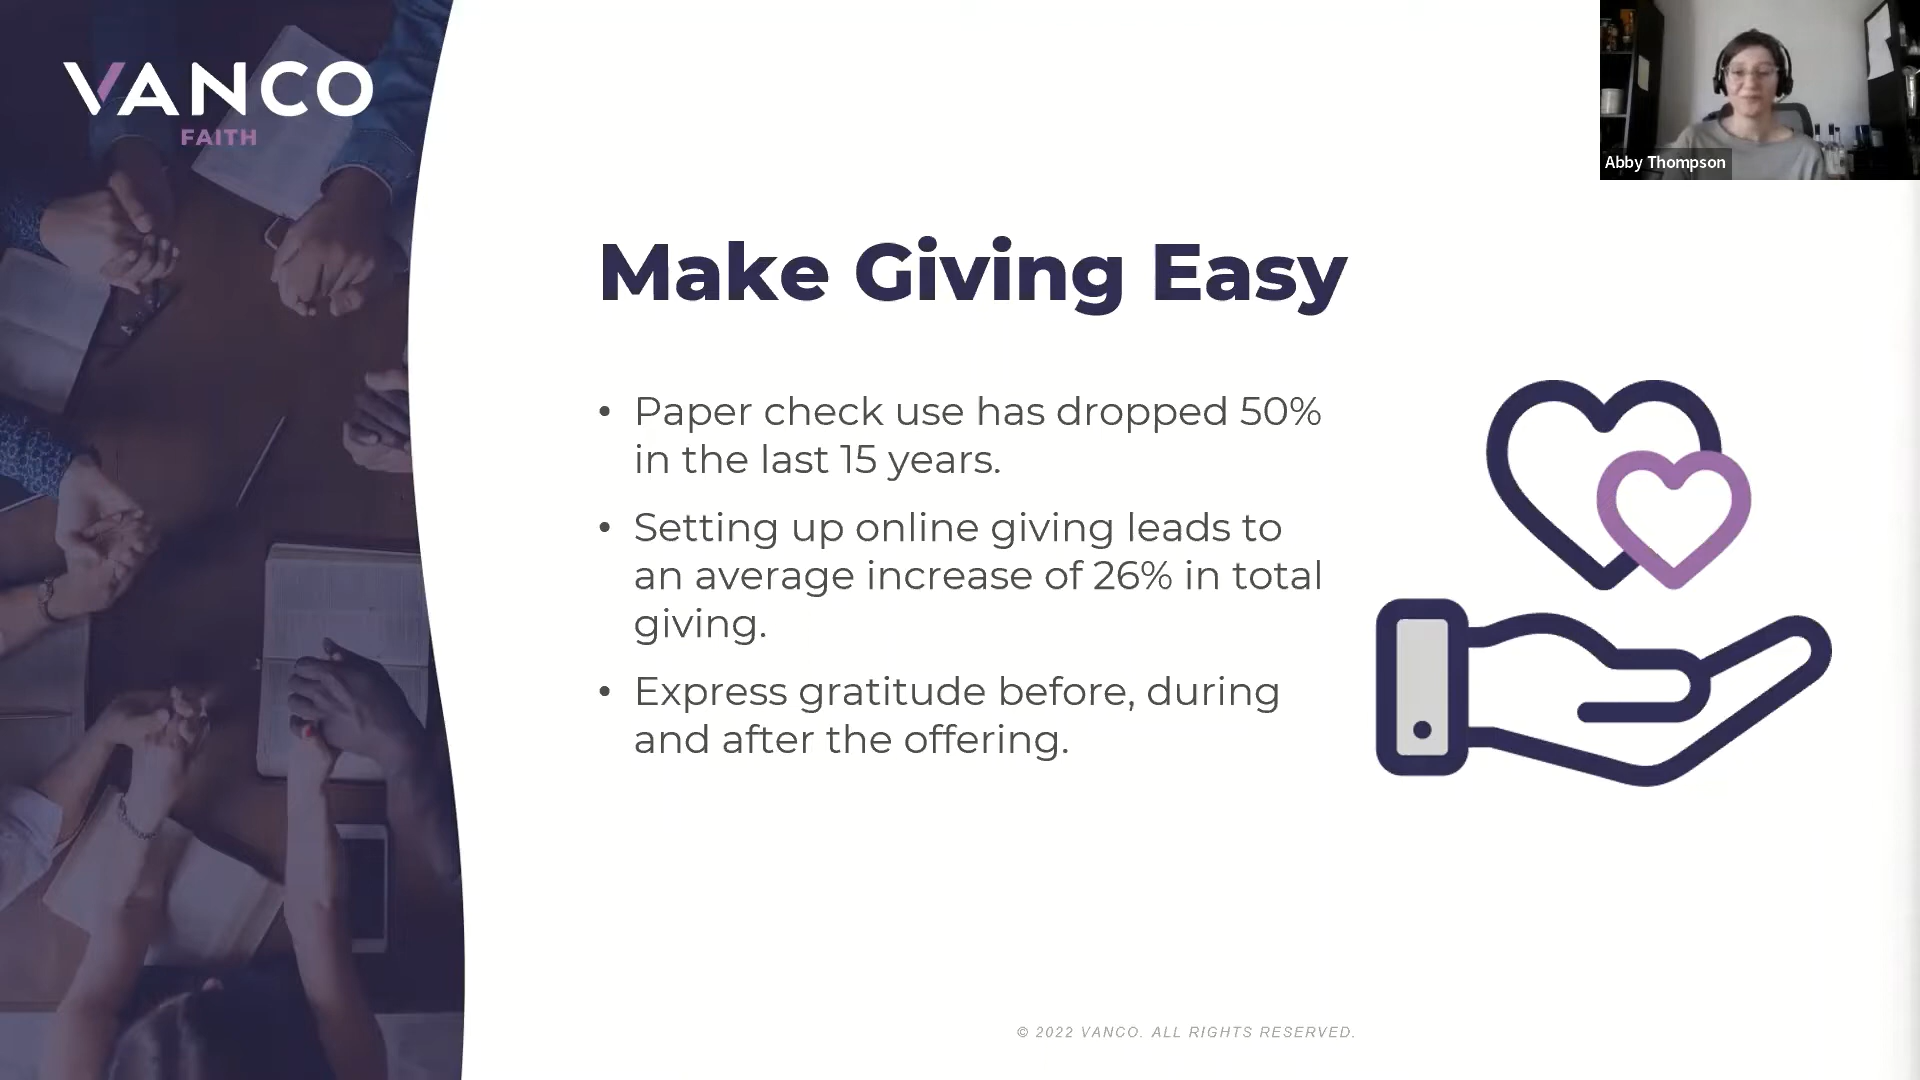 VANCO
FAITH
Abby Thompson
Make Giving Easy
• Paper check use has dropped 50%
in the last 15 years.
• Setting up online giving leads to
an average increase of 26% in total
giving.
• Express gratitude before, during
and after the offering.
© 2022 VANCO. ALL RIGHTS RESERVED.